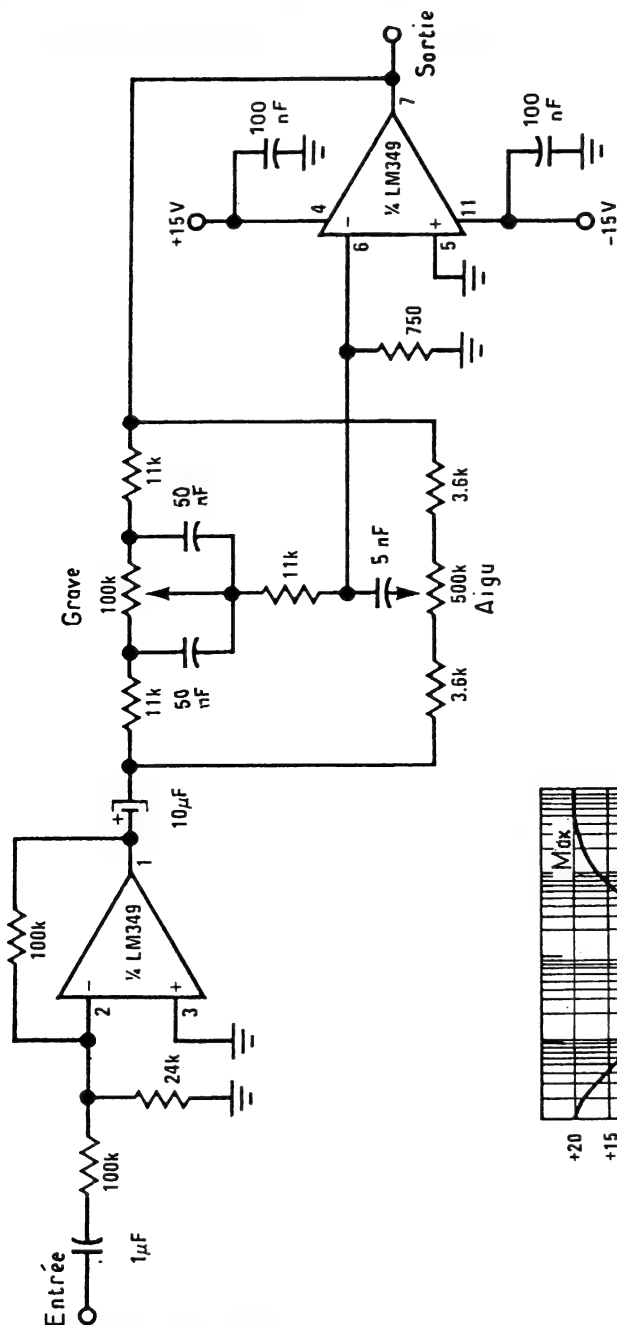 Entrée
1µF
100k
24k
100k
2
3
-
+
¼ LM349
1
+
10µF
11k
50
nF
Grave
100k
50
nF
11k
11k
5 nF
3.6k
500k
Aigu
3.6k
750
6
5
-
+
¼ LM349
4
11
7
+15V
100
nF
-15V
100
nF
Sortie
+20
+15
Max